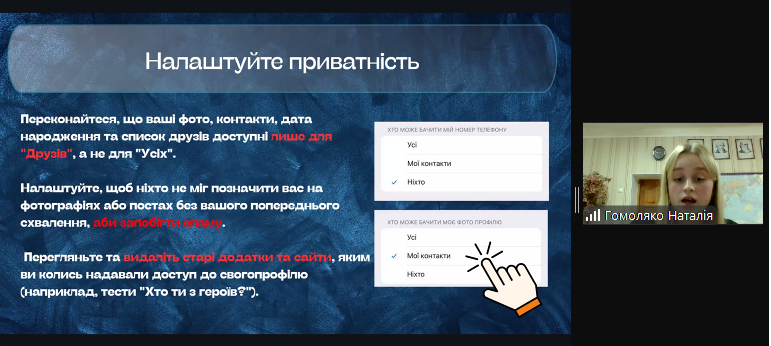 Налаштуйте приватність
Переконайтеся, що ваші фото, контакти, дата
народження та список друзів доступні лише для
"Друзів", а не для "Усіх".
Налаштуйте, щоб ніхто не міг позначити вас на
фотографіях або постах без вашого попереднього
схвалення, аби запобігти спаму.
Перегляньте та видаліть старі додатки та сайти, яким
ви колись надавали доступ до свогопрофілю
(наприклад, тести "Хто ти з героїв?").
ХТО МОЖЕ БАЧИТИ МІЙ НОМЕР ТЕЛЕФОНУ
Усі
Мої контакти
Ніхто
ХТО МОЖЕ БАЧИТИ МОЄ ФОТО ПРОФІЛЮ
Усі
Мої контакти
Ніхто
Гомоляко Наталія